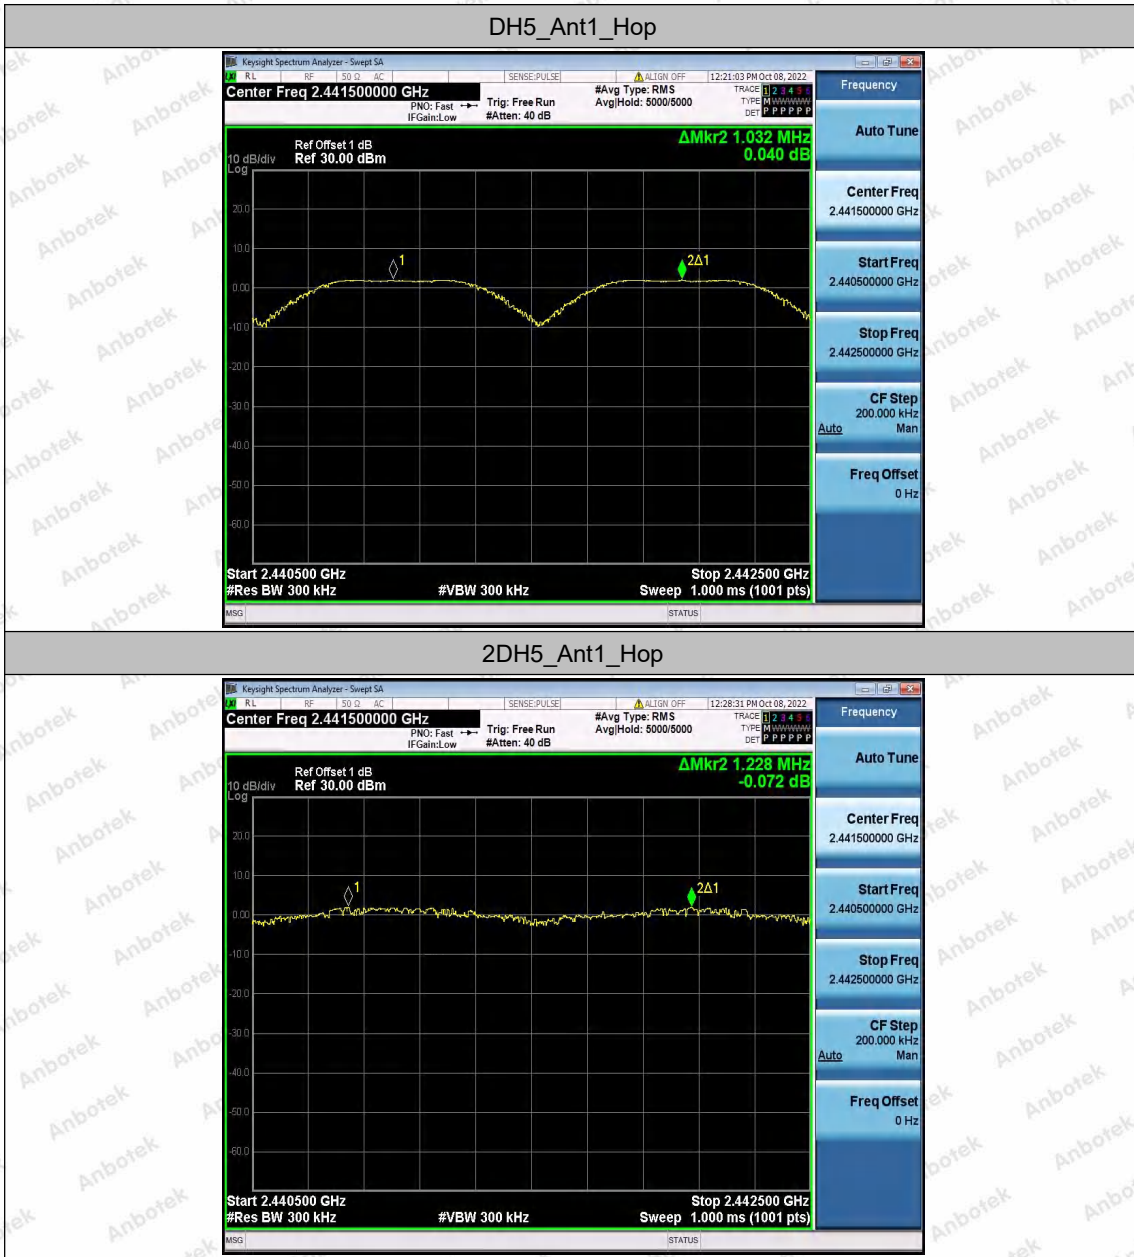 DH5_Ant1_Hop
Keysight Spectrum Analyzer - Swept SA
RL RF 50 Ω AC SENSE:PULSE ALIGN OFF 12:21:03 PM Oct 08, 2022
Center Freq 2.441500000 GHz
PNO: Fast
IFGain:Low
Trig: Free Run
#Atten: 40 dB
#Avg Type: RMS
Avg|Hold: 5000/5000
TRACE 1 2 3 4 5 6
TYPE M WWWWW
DET P P P P P P
ΔMkr2 1.032 MHz
0.040 dB
Ref Offset 1 dB
10 dB/div Ref 30.00 dBm
Log
20.0
10.0
0.00
-10.0
-20.0
-30.0
-40.0
-50.0
-60.0
1
2Δ1
Start 2.440500 GHz Stop 2.442500 GHz
#Res BW 300 kHz #VBW 300 kHz Sweep 1.000 ms (1001 pts)
MSG STATUS
Frequency
Auto Tune
Center Freq
2.441500000 GHz
Start Freq
2.440500000 GHz
Stop Freq
2.442500000 GHz
CF Step
200.000 kHz
Auto Man
Freq Offset
0 Hz
2DH5_Ant1_Hop
Keysight Spectrum Analyzer - Swept SA
RL RF 50 Ω AC SENSE:PULSE ALIGN OFF 12:28:31 PM Oct 08, 2022
Center Freq 2.441500000 GHz
PNO: Fast
IFGain:Low
Trig: Free Run
#Atten: 40 dB
#Avg Type: RMS
Avg|Hold: 5000/5000
TRACE 1 2 3 4 5 6
TYPE M WWWWW
DET P P P P P P
ΔMkr2 1.228 MHz
-0.072 dB
Ref Offset 1 dB
10 dB/div Ref 30.00 dBm
Log
20.0
10.0
0.00
-10.0
-20.0
-30.0
-40.0
-50.0
-60.0
1
2Δ1
Start 2.440500 GHz Stop 2.442500 GHz
#Res BW 300 kHz #VBW 300 kHz Sweep 1.000 ms (1001 pts)
MSG STATUS
Frequency
Auto Tune
Center Freq
2.441500000 GHz
Start Freq
2.440500000 GHz
Stop Freq
2.442500000 GHz
CF Step
200.000 kHz
Auto Man
Freq Offset
0 Hz
Anbotek